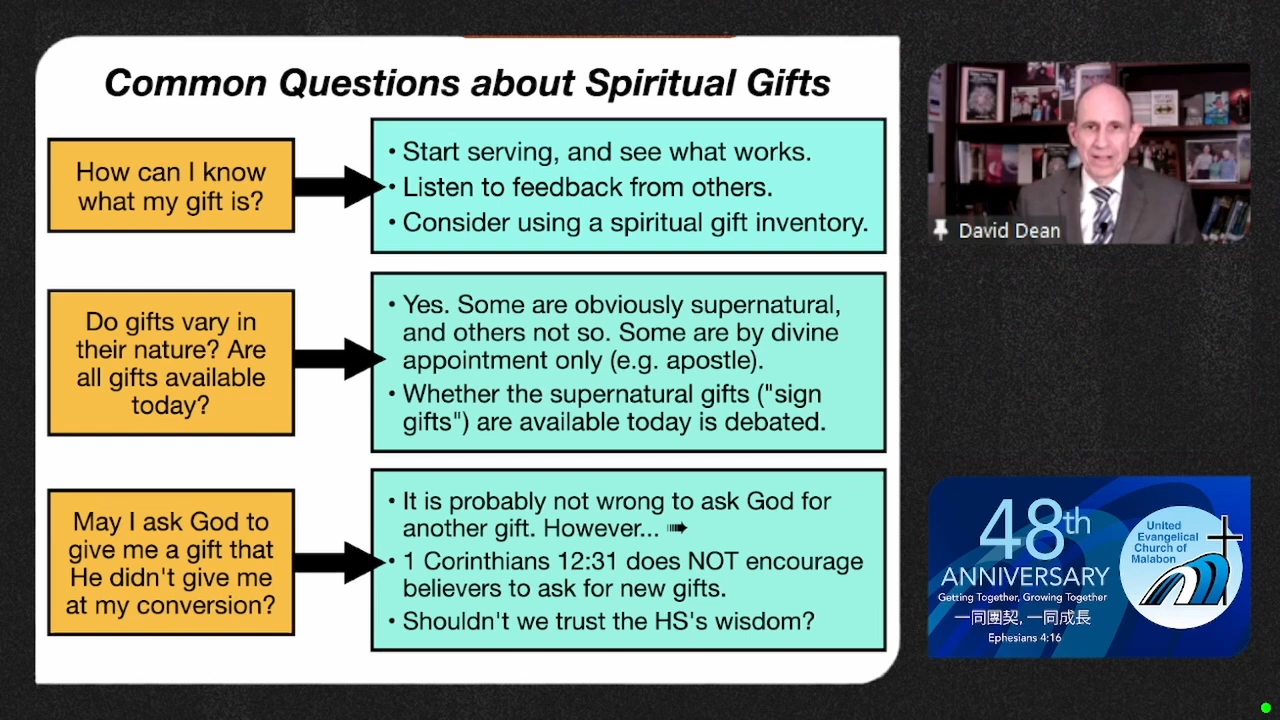 Common Questions about Spiritual Gifts
How can I know
what my gift is?
• Start serving, and see what works.
• Listen to feedback from others.
• Consider using a spiritual gift inventory.
Do gifts vary in
their nature? Are
all gifts available
today?
• Yes. Some are obviously supernatural,
and others not so. Some are by divine
appointment only (e.g. apostle).
• Whether the supernatural gifts ("sign
gifts") are available today is debated.
May I ask God to
give me a gift that
He didn't give me
at my conversion?
• It is probably not wrong to ask God for
another gift. However... ➠
• 1 Corinthians 12:31 does NOT encourage
believers to ask for new gifts.
• Shouldn't we trust the HS's wisdom?
David Dean
48th
ANNIVERSARY
Getting Together, Growing Together
一同團契, 一同成長
Ephesians 4:16
United
Evangelical
Church of
Malabon